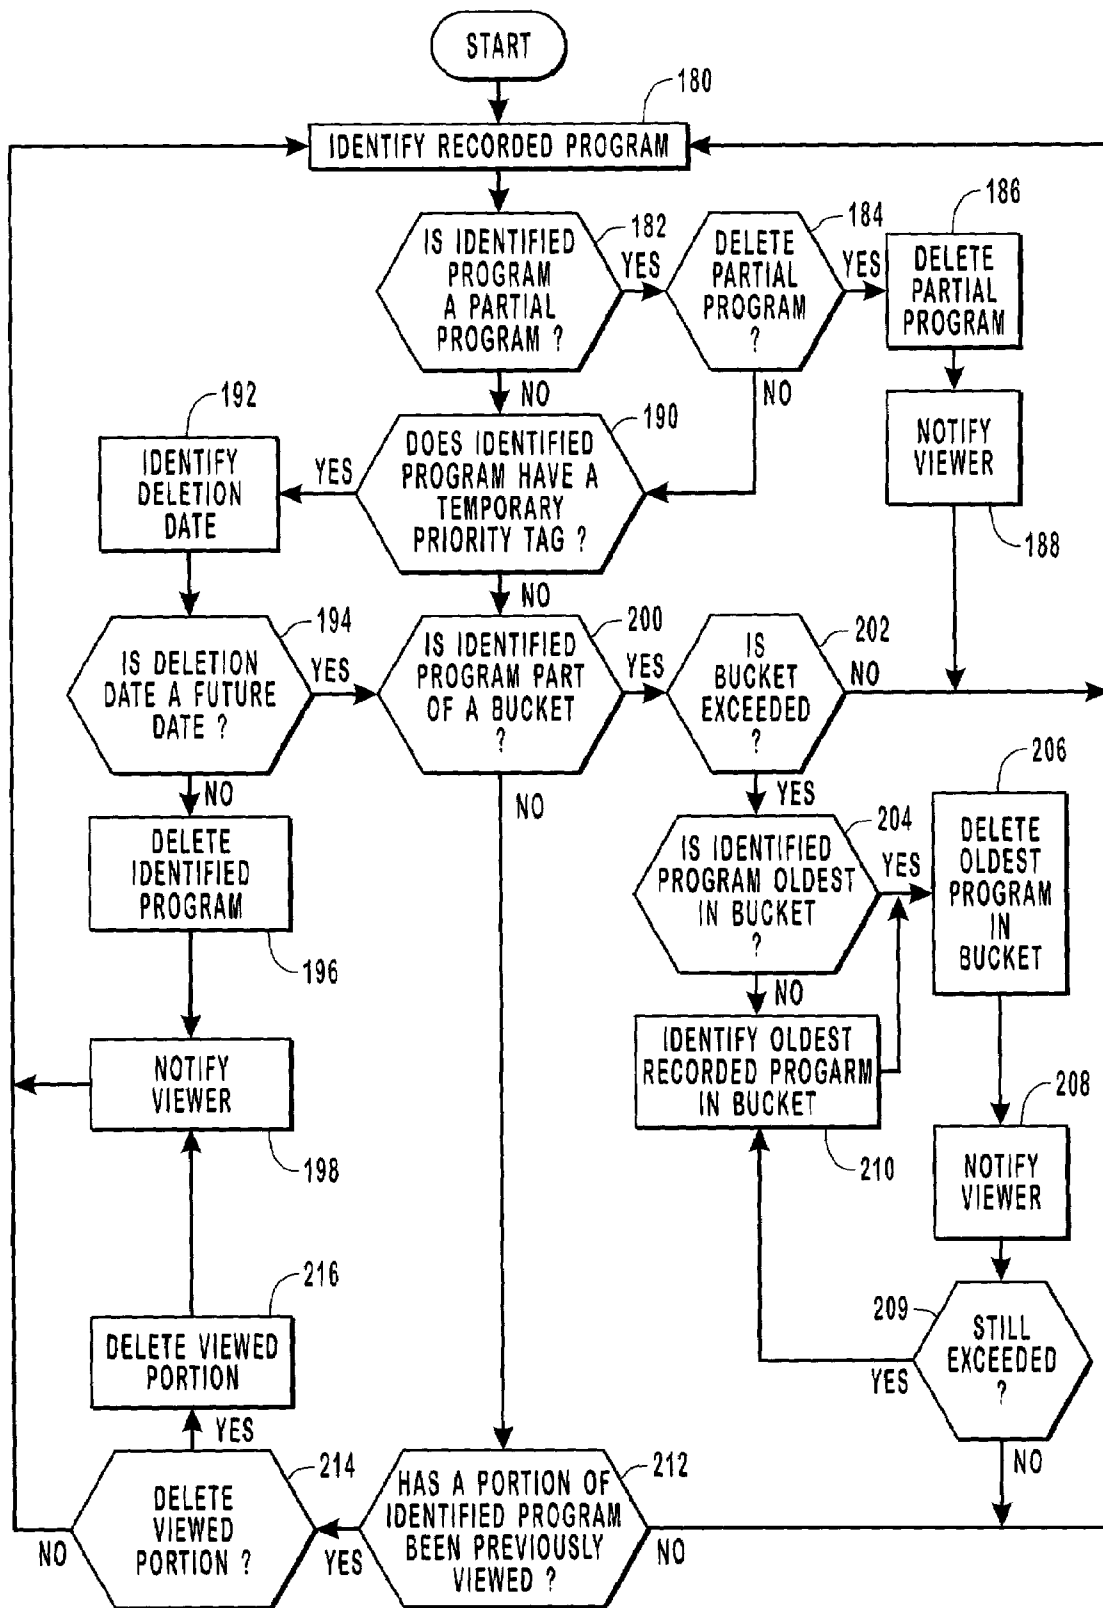 START
180
IDENTIFY RECORDED PROGRAM
182
IS IDENTIFIED
PROGRAM
A PARTIAL
PROGRAM ?
YES
NO
184
DELETE
PARTIAL
PROGRAM
?
YES
NO
186
DELETE
PARTIAL
PROGRAM
NOTIFY
VIEWER
188
190
DOES IDENTIFIED
PROGRAM HAVE A
TEMPORARY
PRIORITY TAG ?
YES
NO
192
IDENTIFY
DELETION
DATE
194
IS DELETION
DATE A FUTURE
DATE ?
YES
NO
200
IS IDENTIFIED
PROGRAM PART
OF A BUCKET
?
YES
NO
202
IS
BUCKET
EXCEEDED
?
NO
YES
DELETE
IDENTIFIED
PROGRAM
196
204
IS IDENTIFIED
PROGRAM OLDEST
IN BUCKET
?
YES
NO
206
DELETE
OLDEST
PROGRAM
IN
BUCKET
NOTIFY
VIEWER
198
IDENTIFY OLDEST
RECORDED PROGARM
IN BUCKET
210
208
NOTIFY
VIEWER
209
STILL
EXCEEDED
?
YES
NO
216
DELETE VIEWED
PORTION
YES
214
DELETE
VIEWED
PORTION ?
NO
212
HAS A PORTION OF
IDENTIFIED PROGRAM
BEEN PREVIOUSLY
VIEWED ?
YES
NO